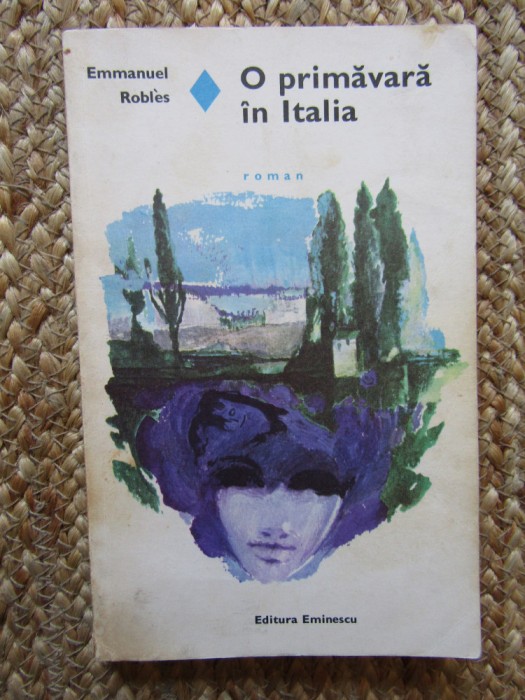 Emmanuel
Roblès
O primăvară
în Italia
roman
Editura Eminescu